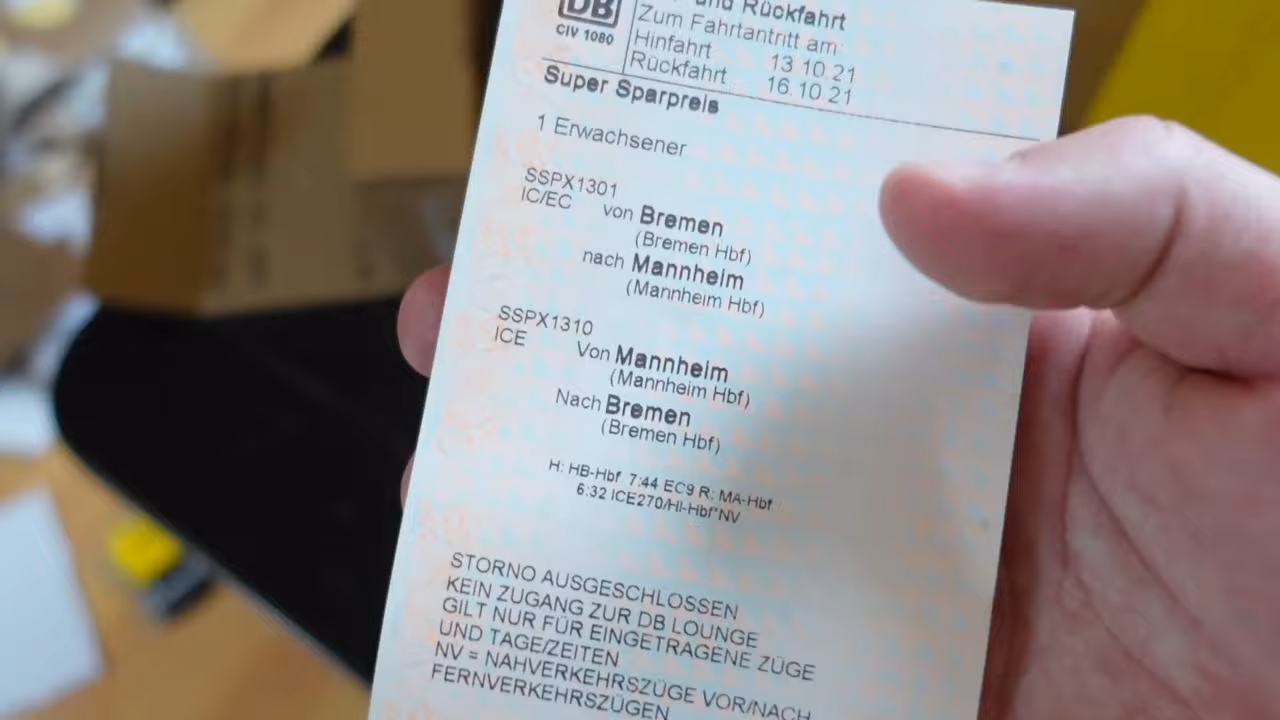 DB
CIV 1080
und Rückfahrt
Zum Fahrtantritt am:
Hinfahrt 13.10.21
Rückfahrt 16.10.21
Super Sparpreis
1 Erwachsener
SSPX1301
IC/EC von Bremen
(Bremen Hbf)
nach Mannheim
(Mannheim Hbf)
SSPX1310
ICE Von Mannheim
(Mannheim Hbf)
Nach Bremen
(Bremen Hbf)
H: HB-Hbf 7:44 EC9 R: MA-Hbf
6:32 ICE270/HI-Hbf*NV
STORNO AUSGESCHLOSSEN
KEIN ZUGANG ZUR DB LOUNGE
GILT NUR FÜR EINGETRAGENE ZÜGE
UND TAGE/ZEITEN
NV = NAHVERKEHRSZÜGE VOR/NACH
FERNVERKEHRSZÜGEN